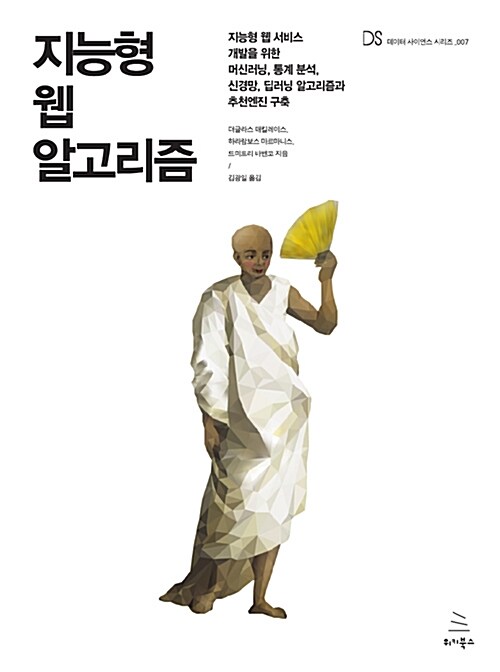 지능형
웹
알고리즘
지능형 웹 서비스
개발을 위한
머신러닝, 통계 분석,
신경망, 딥러닝 알고리즘과
추천엔진 구축
더글라스 매킬레이스,
하라람보스 마르마니스,
드미트리 바벤코 지음
/
김광일 옮김
DS 데이터 사이언스 시리즈_007
위키북스